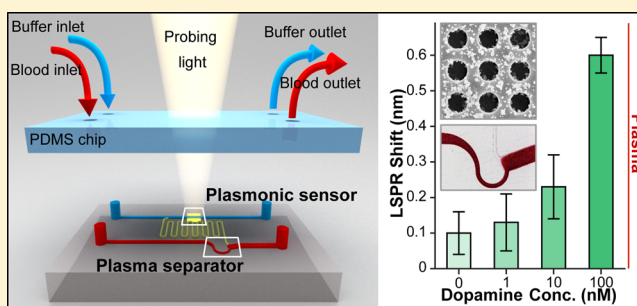 Buffer inlet
Blood inlet
Probing
light
Buffer outlet
Blood outlet
PDMS chip
Plasmonic sensor
Plasma separator
LSPR Shift (nm)
0.6
0.5
0.4
0.3
0.2
0.1
0
0
1
10
100
Dopamine Conc. (nM)
Plasma